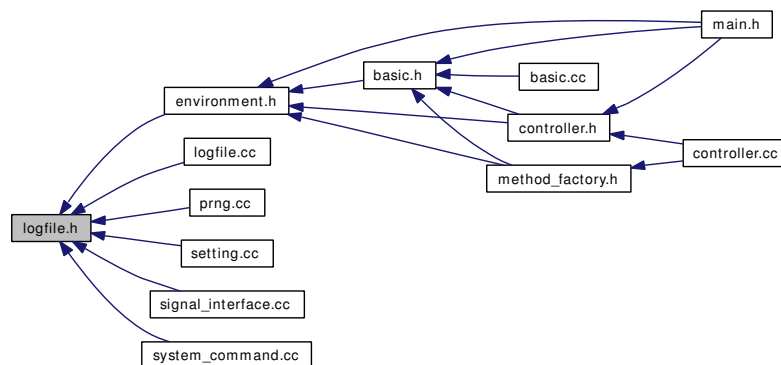 main.h
basic.h
basic.cc
environment.h
controller.h
logfile.cc
controller.cc
method_factory.h
prng.cc
logfile.h
setting.cc
signal_interface.cc
system_command.cc